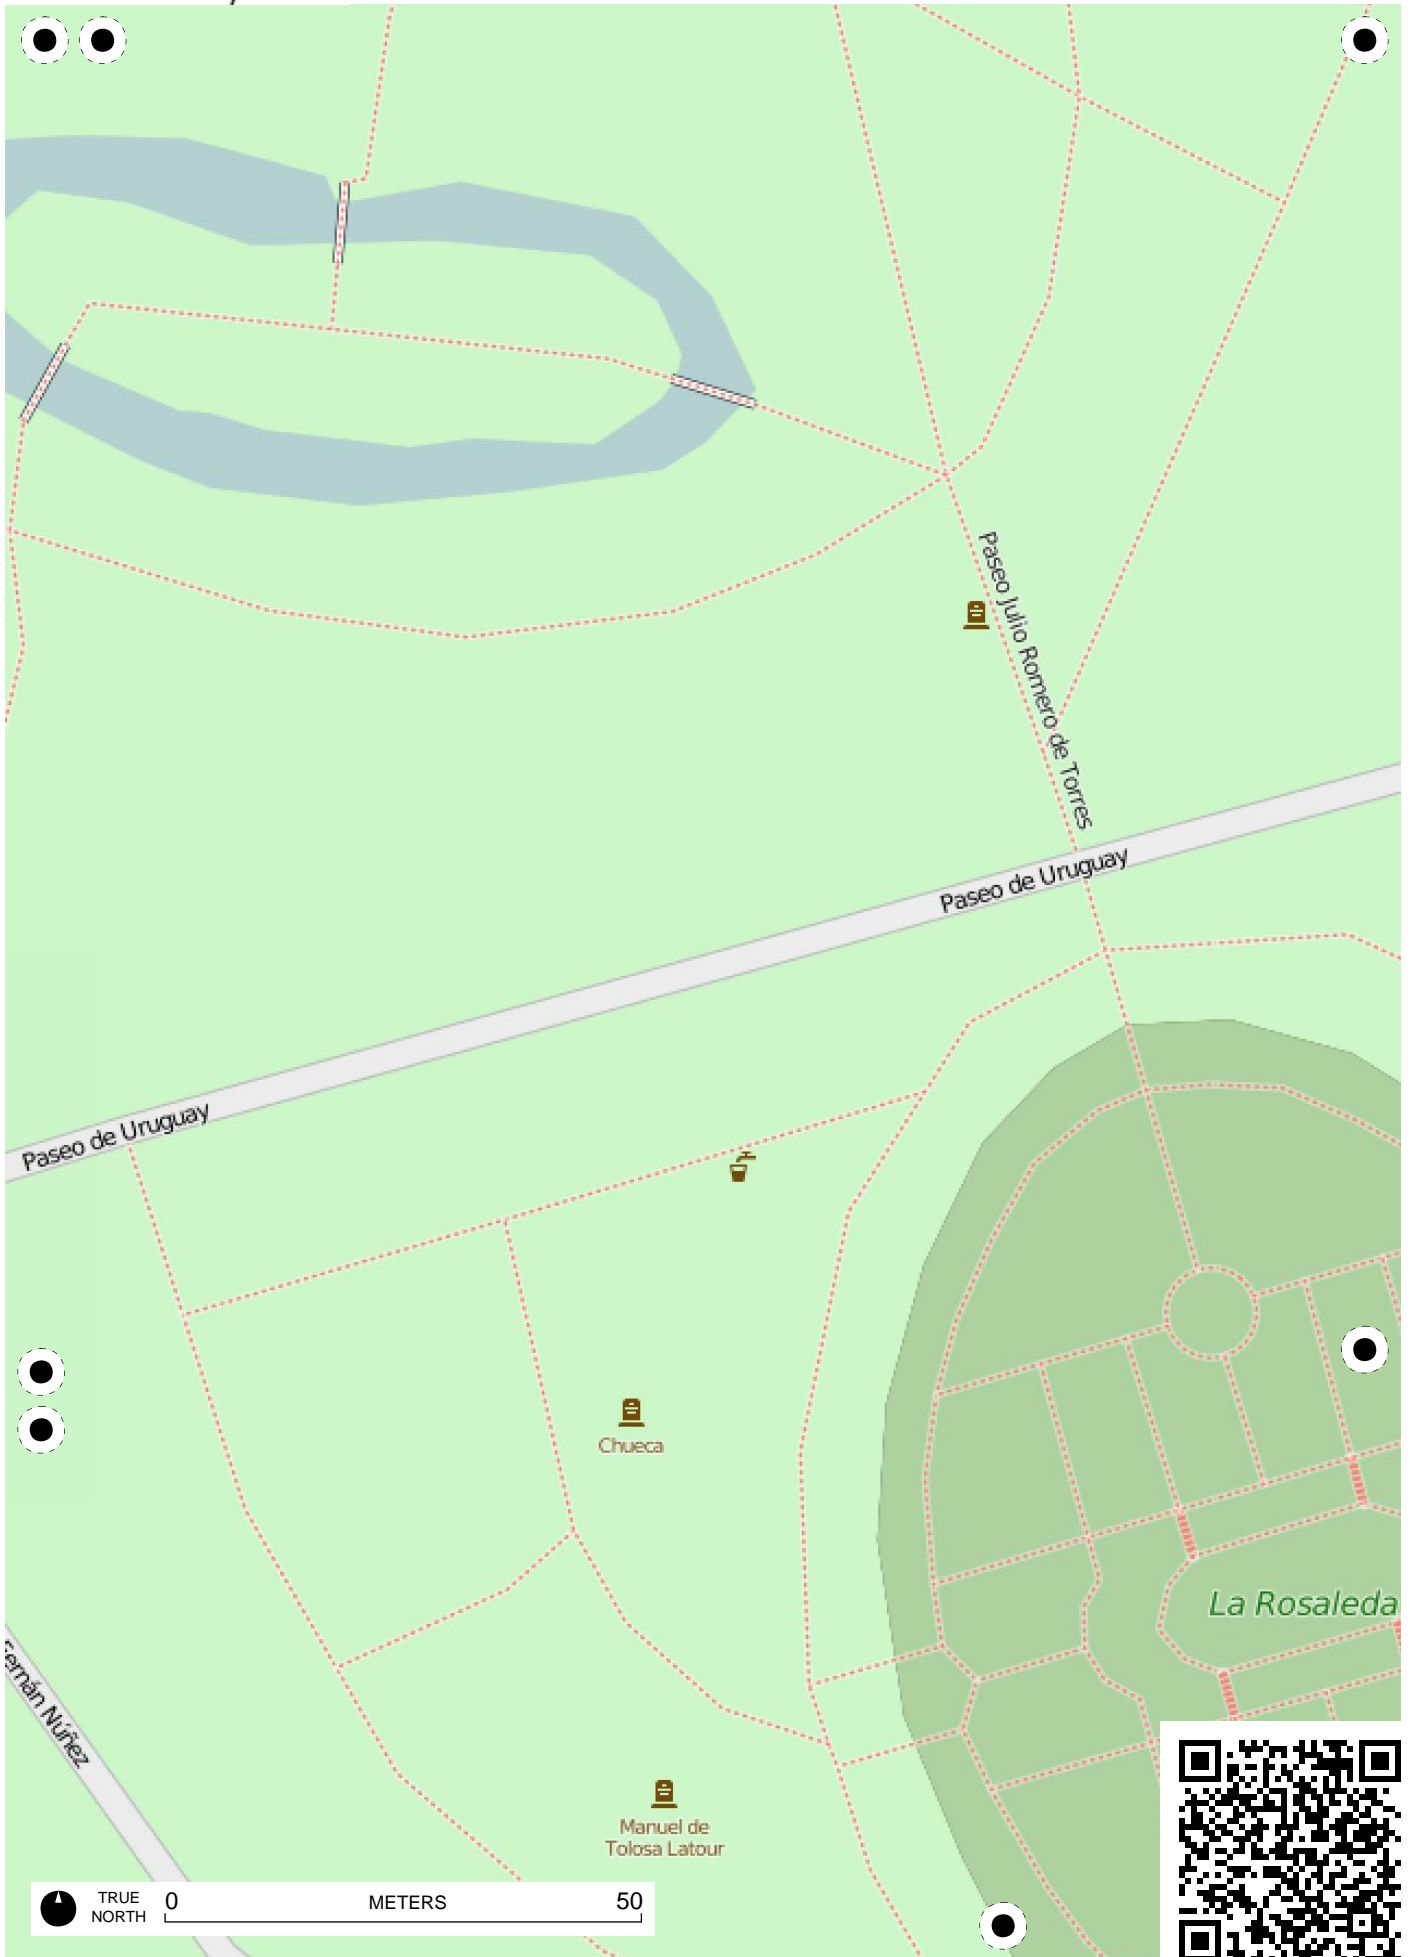 Paseo Julio Romero de Torres
Paseo de Uruguay
Paseo de Uruguay
Chueca
La Rosaleda
Fernán Núñez
Manuel de
Tolosa Latour
TRUE
NORTH
0 METERS 50